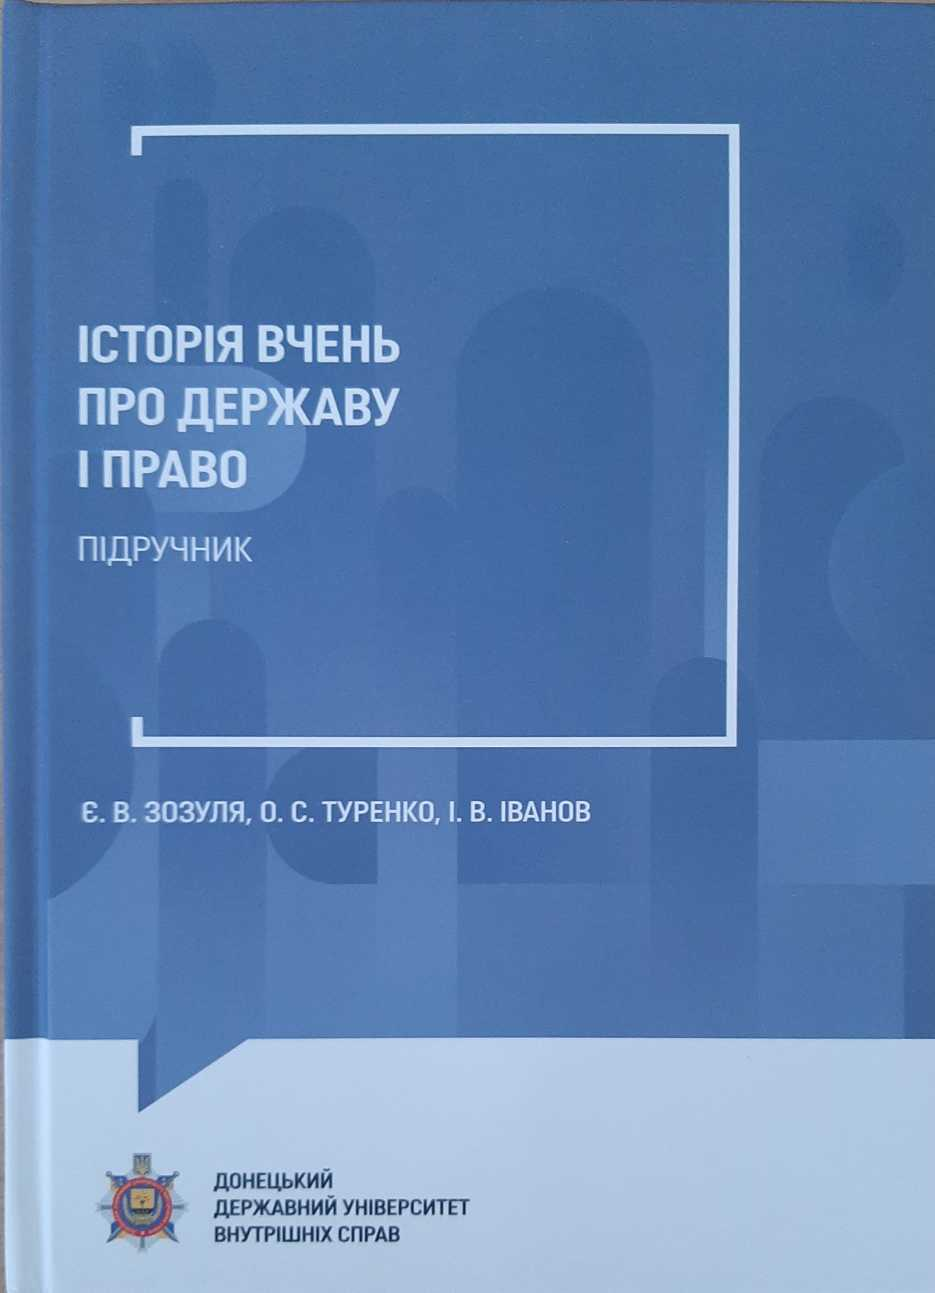 ІСТОРІЯ ВЧЕНЬ
ПРО ДЕРЖАВУ
І ПРАВО
ПІДРУЧНИК
Є. В. ЗОЗУЛЯ, О. С. ТУРЕНКО, І. В. ІВАНОВ
ДОНЕЦЬКИЙ
ДЕРЖАВНИЙ УНІВЕРСИТЕТ
ВНУТРІШНІХ СПРАВ